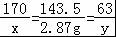 170/x = 143.5/2.87g = 63/y